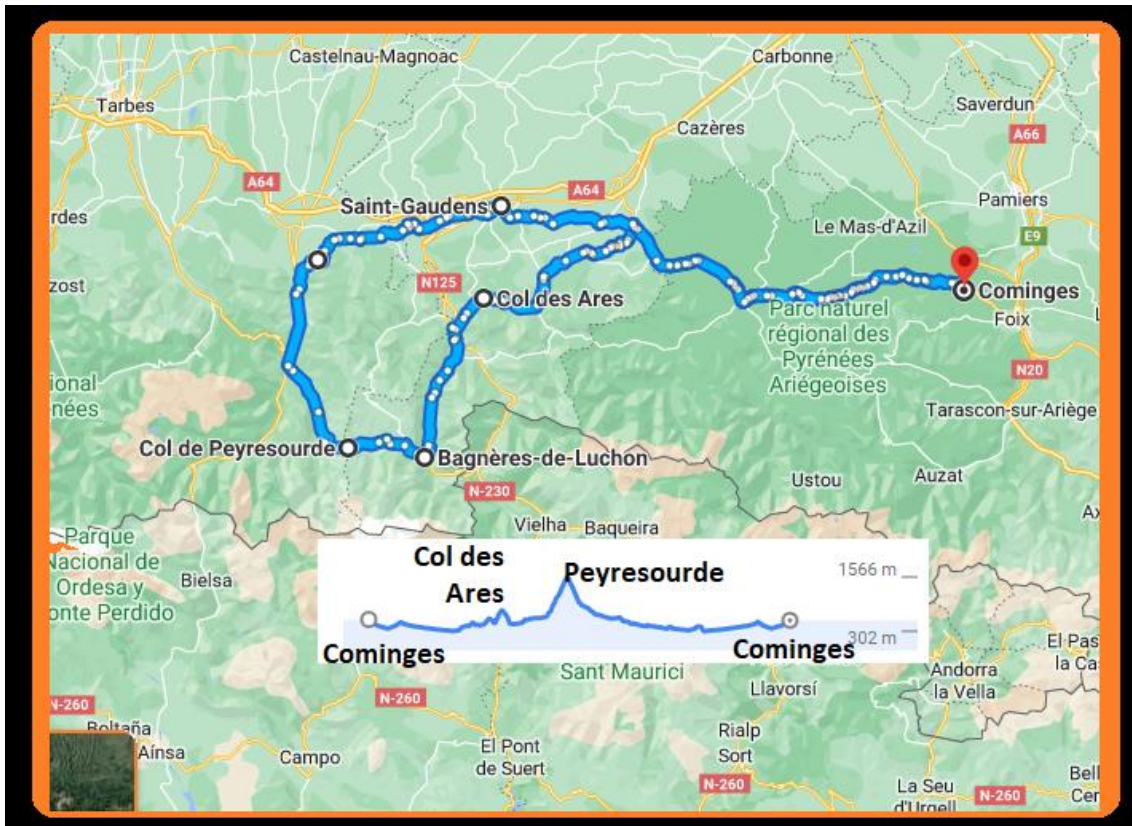 Castelnau-Magnoac
Carbonne
Tarbes
Saverdun
A66
Cazères
A64
A64
Pamiers
Saint-Gaudens
rdes
Le Mas-d'Azil
E9
zost
N125
Col des Ares
Cominges
Parc naturel
régional des
Pyrénées
Ariégeoises
Foix
L
N20
ional
nées
Tarascon-sur-Ariège
Col de Peyresourde
Bagnères-de-Luchon
Auzat
Ustou
N-230
Ax
Vielha
Baqueira
Parque
Nacional de
Ordesa y
onte Perdido
Bielsa
Col des
Ares
Peyresourde
1566 m
302 m
Cominges
Cominges
El Pas
la Ca
Sant Maurici
Andorra
la Vella
Llavorsí
N-260
N-260
Boltaña
Aínsa
Campo
El Pont
de Suert
Rialp
Sort
N-260
La Seu
d'Urgell
N-260
Bell
Cer